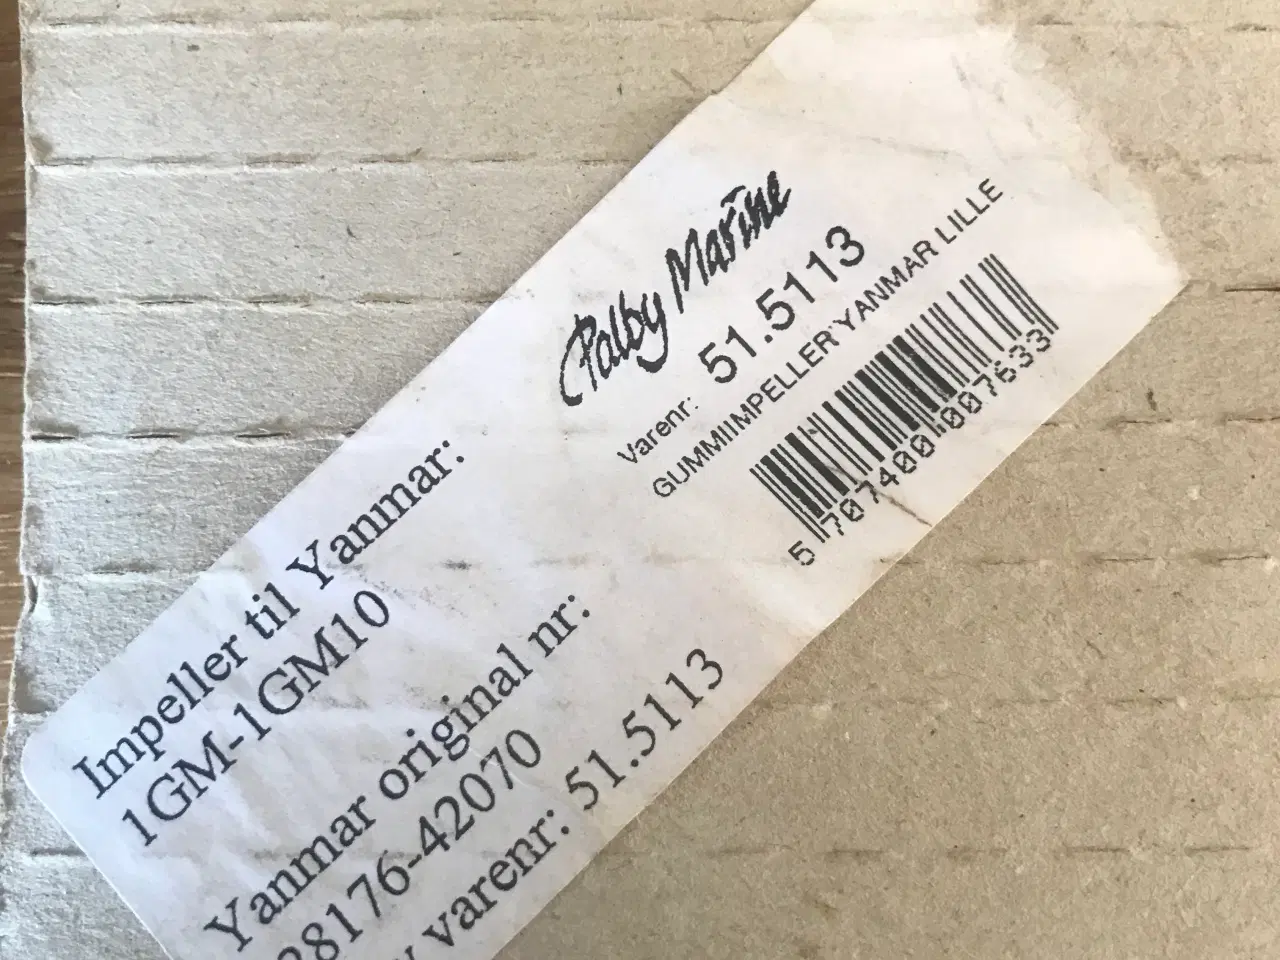 Palby Marine
Varenr: 51.5113
GUMMIIMPELLER YANMAR LILLE
5 707400 007633
Impeller til Yanmar:
1GM-1GM10
Yanmar original nr:
28176-42070
varenr: 51.5113